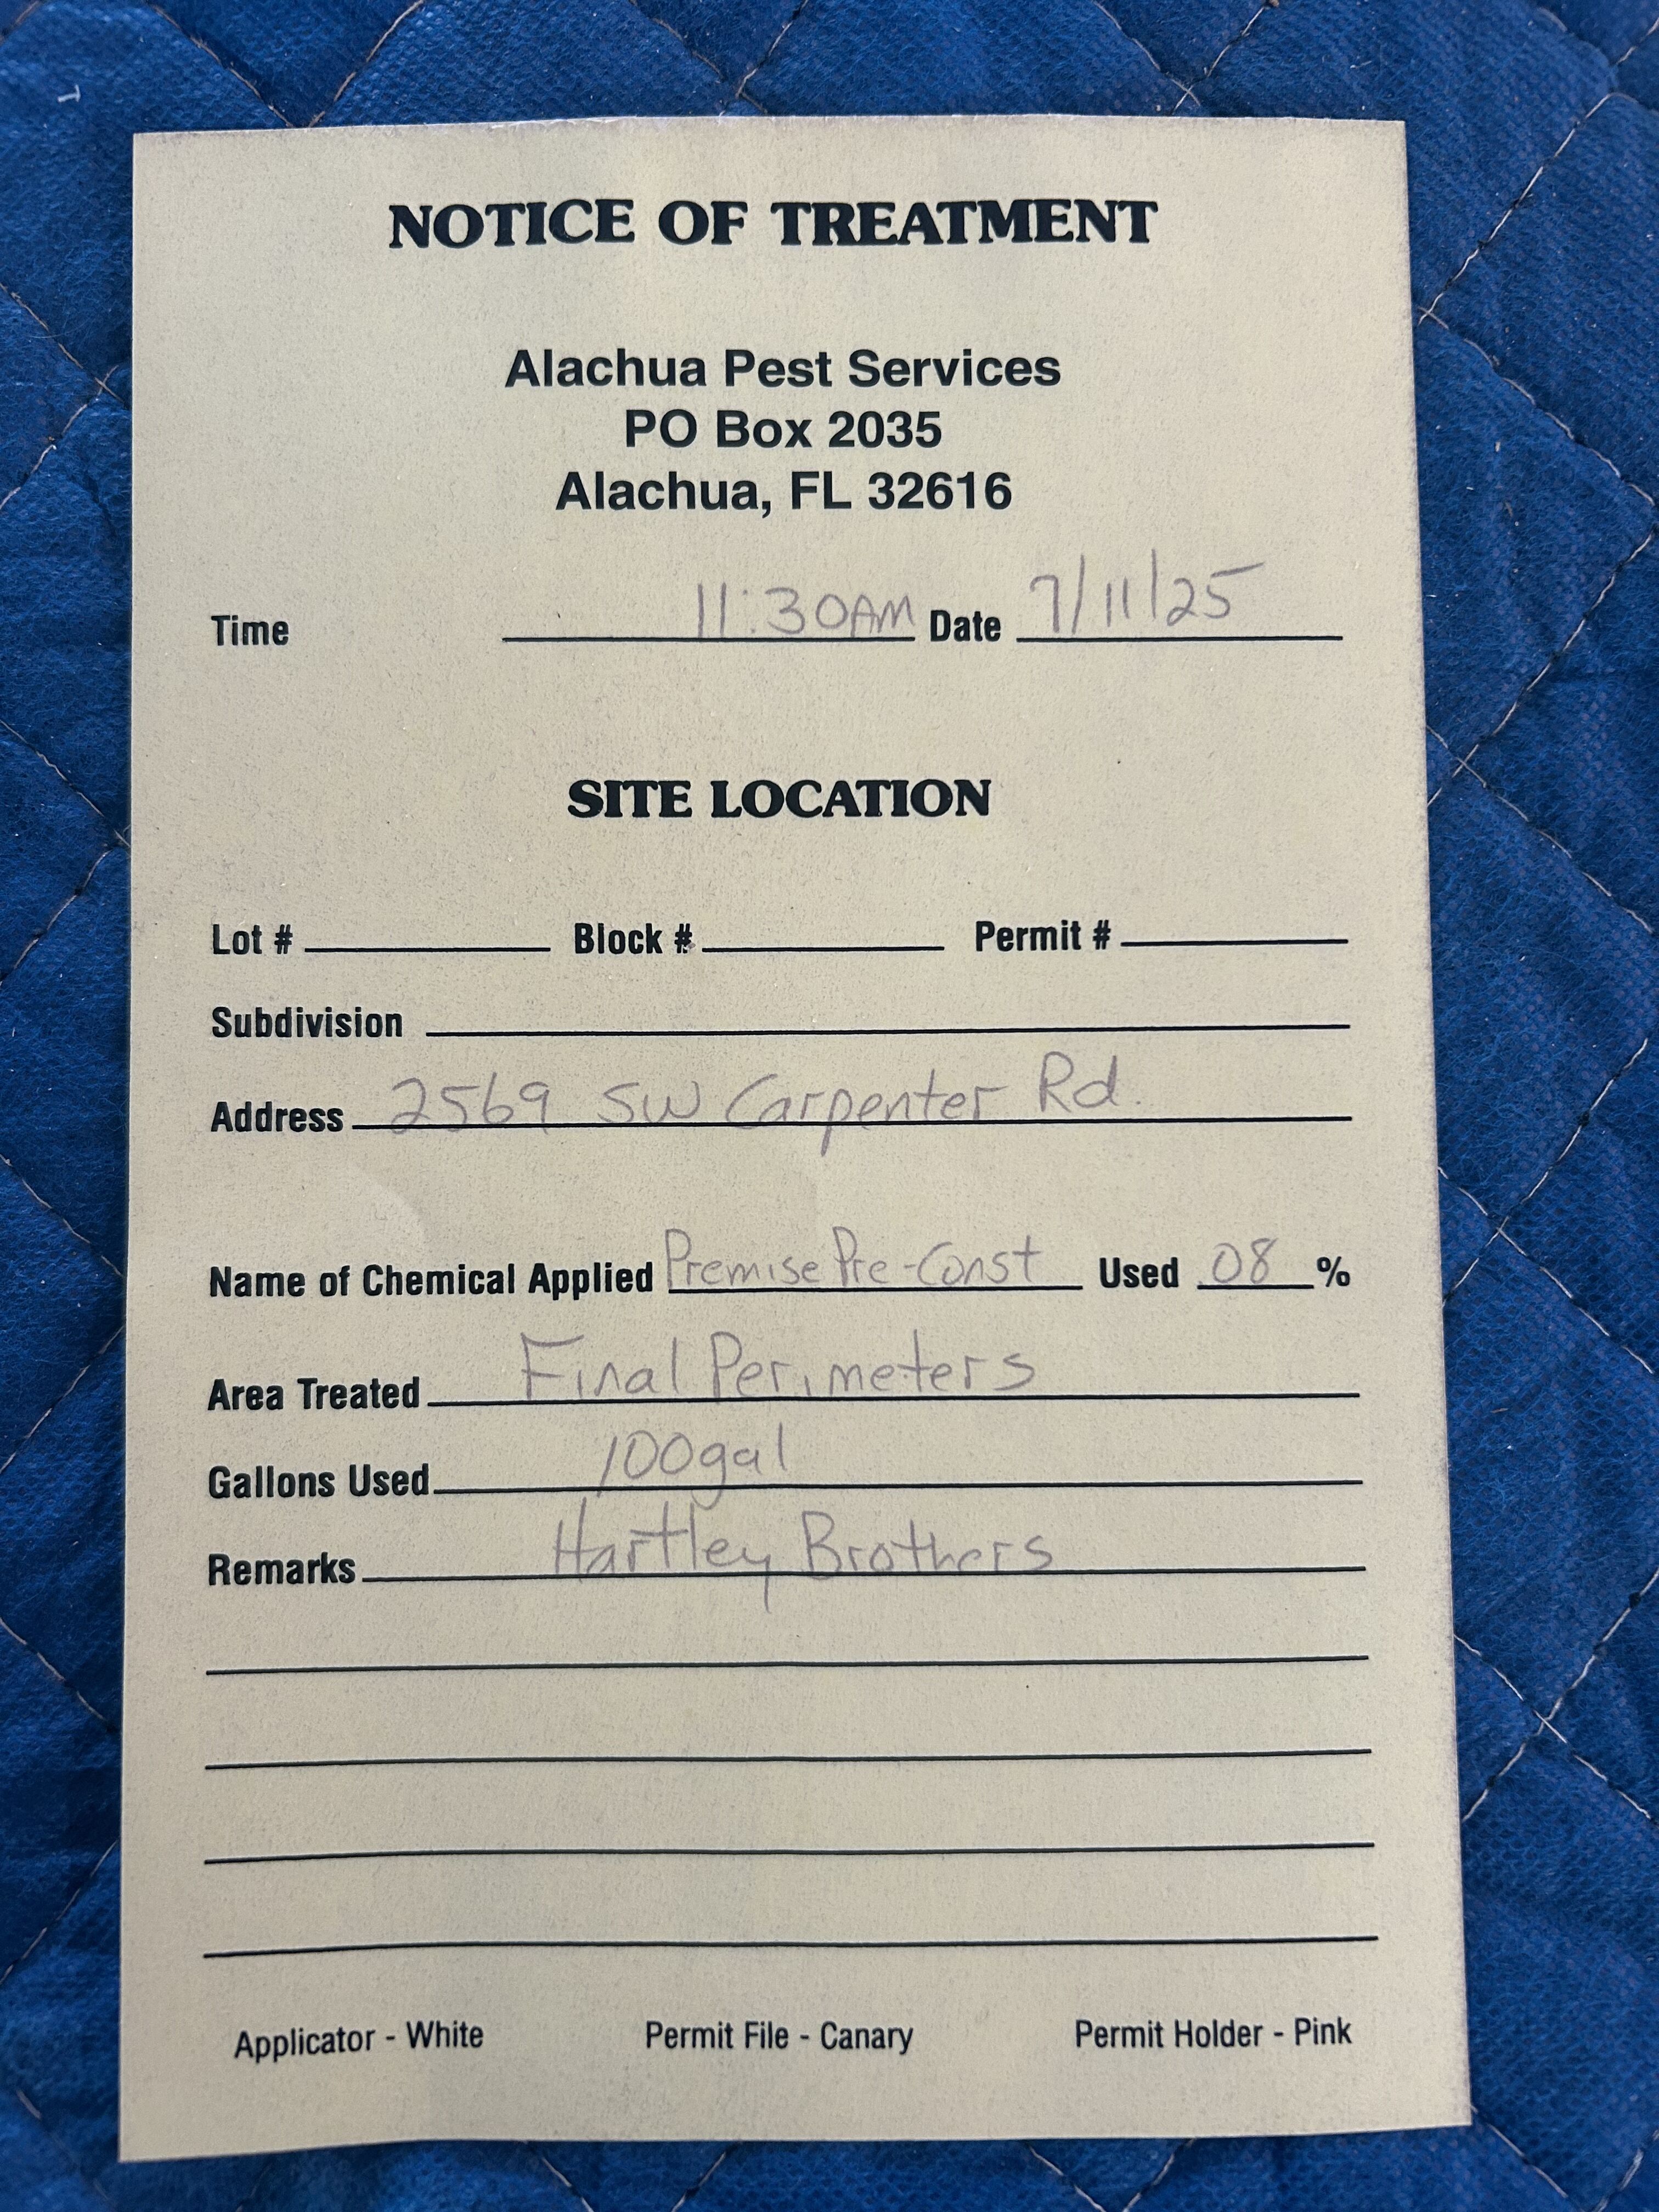 NOTICE OF TREATMENT
Alachua Pest Services
PO Box 2035
Alachua, FL 32616
Time 11:30AM Date 7/11/25
SITE LOCATION
Lot # Block # Permit #
Subdivision
Address 2569 SW Carpenter Rd.
Name of Chemical Applied Premise Pre-Const Used 08 %
Area Treated Final Perimeters
Gallons Used 100gal
Remarks Hartley Brothers
Applicator - White Permit File - Canary Permit Holder - Pink